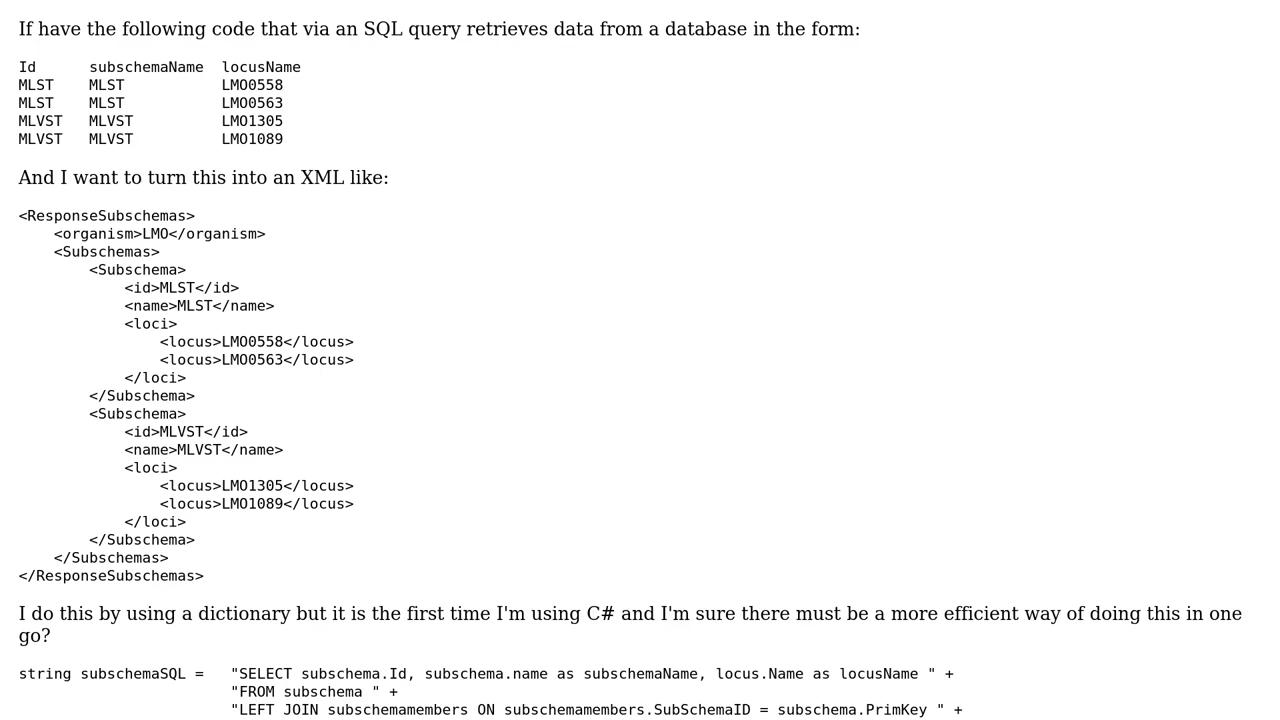 If have the following code that via an SQL query retrieves data from a database in the form:
Id      subschemaName  locusName
MLST    MLST           LMO0558
MLST    MLST           LMO0563
MLVST   MLVST          LMO1305
MLVST   MLVST          LMO1089
And I want to turn this into an XML like:
<ResponseSubschemas>
    <organism>LMO</organism>
    <Subschemas>
        <Subschema>
            <id>MLST</id>
            <name>MLST</name>
            <loci>
                <locus>LMO0558</locus>
                <locus>LMO0563</locus>
            </loci>
        </Subschema>
        <Subschema>
            <id>MLVST</id>
            <name>MLVST</name>
            <loci>
                <locus>LMO1305</locus>
                <locus>LMO1089</locus>
            </loci>
        </Subschema>
    </Subschemas>
</ResponseSubschemas>
I do this by using a dictionary but it is the first time I'm using C# and I'm sure there must be a more efficient way of doing this in one
go?
string subschemaSQL =   "SELECT subschema.Id, subschema.name as subschemaName, locus.Name as locusName " +
                        "FROM subschema " +
                        "LEFT JOIN subschemamembers ON subschemamembers.SubSchemaID = subschema.PrimKey " +